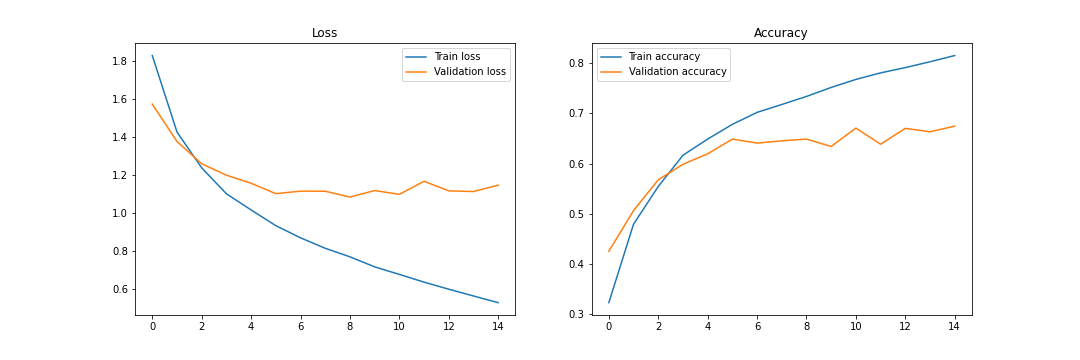 Loss
Train loss
Validation loss
1.8
1.6
1.4
1.2
1.0
0.8
0.6
0 2 4 6 8 10 12 14
Accuracy
Train accuracy
Validation accuracy
0.8
0.7
0.6
0.5
0.4
0.3
0 2 4 6 8 10 12 14